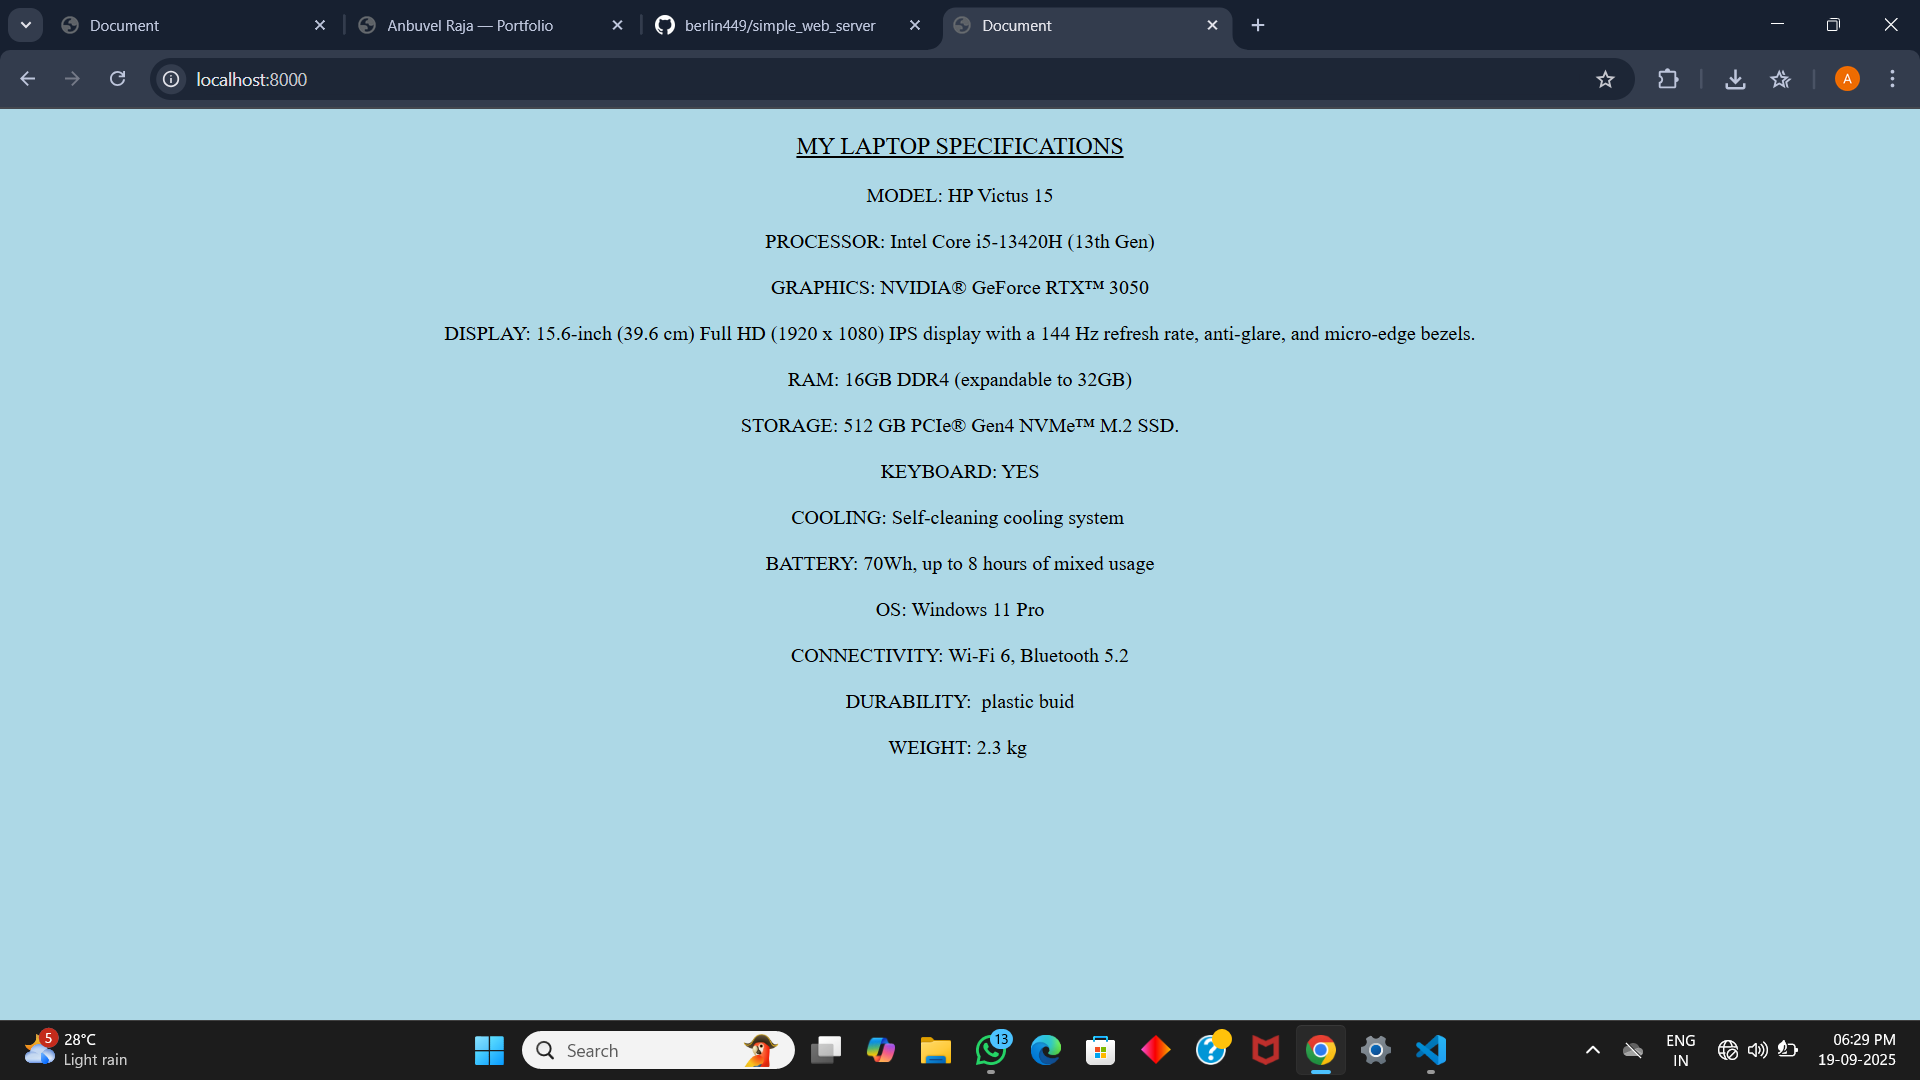 Document
Anbuvel Raja — Portfolio
berlin449/simple_web_server
Document
localhost:8000
A
MY LAPTOP SPECIFICATIONS
MODEL: HP Victus 15
PROCESSOR: Intel Core i5-13420H (13th Gen)
GRAPHICS: NVIDIA® GeForce RTX™ 3050
DISPLAY: 15.6-inch (39.6 cm) Full HD (1920 x 1080) IPS display with a 144 Hz refresh rate, anti-glare, and micro-edge bezels.
RAM: 16GB DDR4 (expandable to 32GB)
STORAGE: 512 GB PCIe® Gen4 NVMe™ M.2 SSD.
KEYBOARD: YES
COOLING: Self-cleaning cooling system
BATTERY: 70Wh, up to 8 hours of mixed usage
OS: Windows 11 Pro
CONNECTIVITY: Wi-Fi 6, Bluetooth 5.2
DURABILITY:  plastic buid
WEIGHT: 2.3 kg
5
28°C
Light rain
Search
13
ENG
IN
06:29 PM
19-09-2025